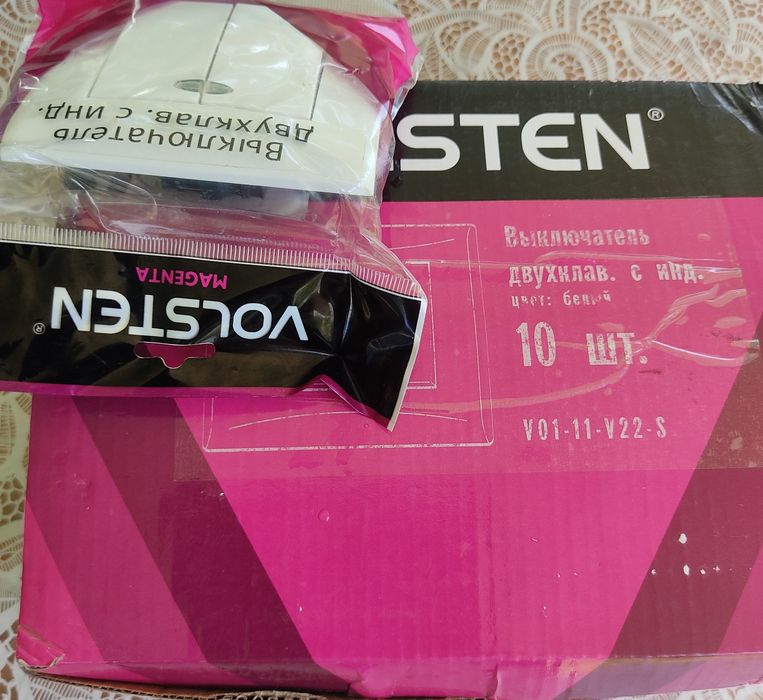 Выключатель
двухклав. с инд.
VOLSTEN®
MAGENTA
STEN®
Выключатель
двухклав. с инд.
цвет: белый
10 шт.
V01-11-V22-S